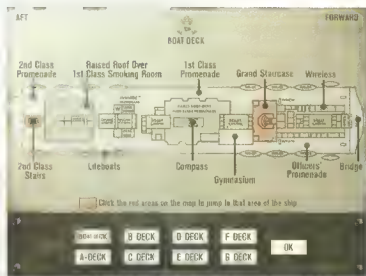 AFT
FORWARD
BOAT DECK
2nd Class
Promenade
Raised Roof Over
1st Class Smoking Room
1st Class
Promenade
Grand Staircase
Wireless
2nd Class
Stairs
Lifeboats
Compass
Gymnasium
Officers'
Promenade
Bridge
Click the red areas on the map to jump to that area of the ship
BOAT DECK
B DECK
D DECK
F DECK
A-DECK
C DECK
E DECK
G DECK
OK